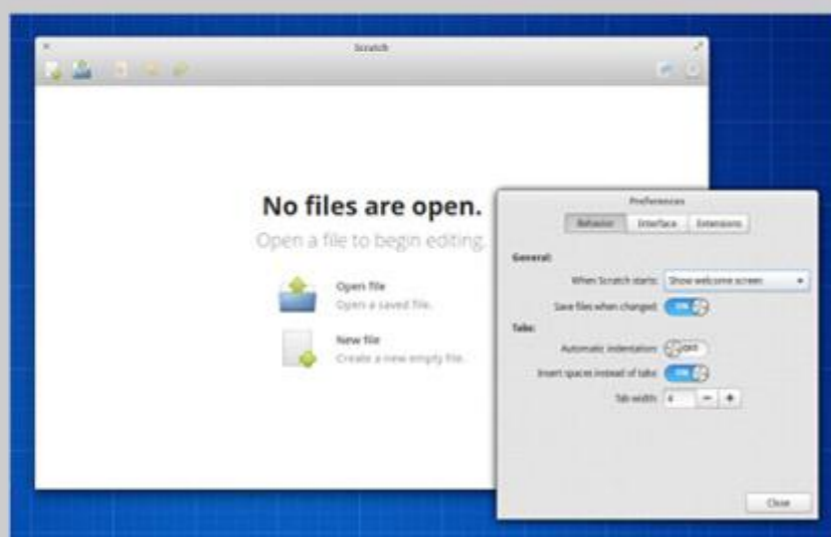 Scratch
No files are open.
Open a file to begin editing.
Open file
Open a saved file.
New file
Create a new empty file.
Preferences
Behavior Interface Extensions
General:
When Scratch starts: Show welcome screen
Save files when changed: ON
Tabs:
Automatic indentation: OFF
Insert spaces instead of tabs: ON
Tab width: 4 − +
Close